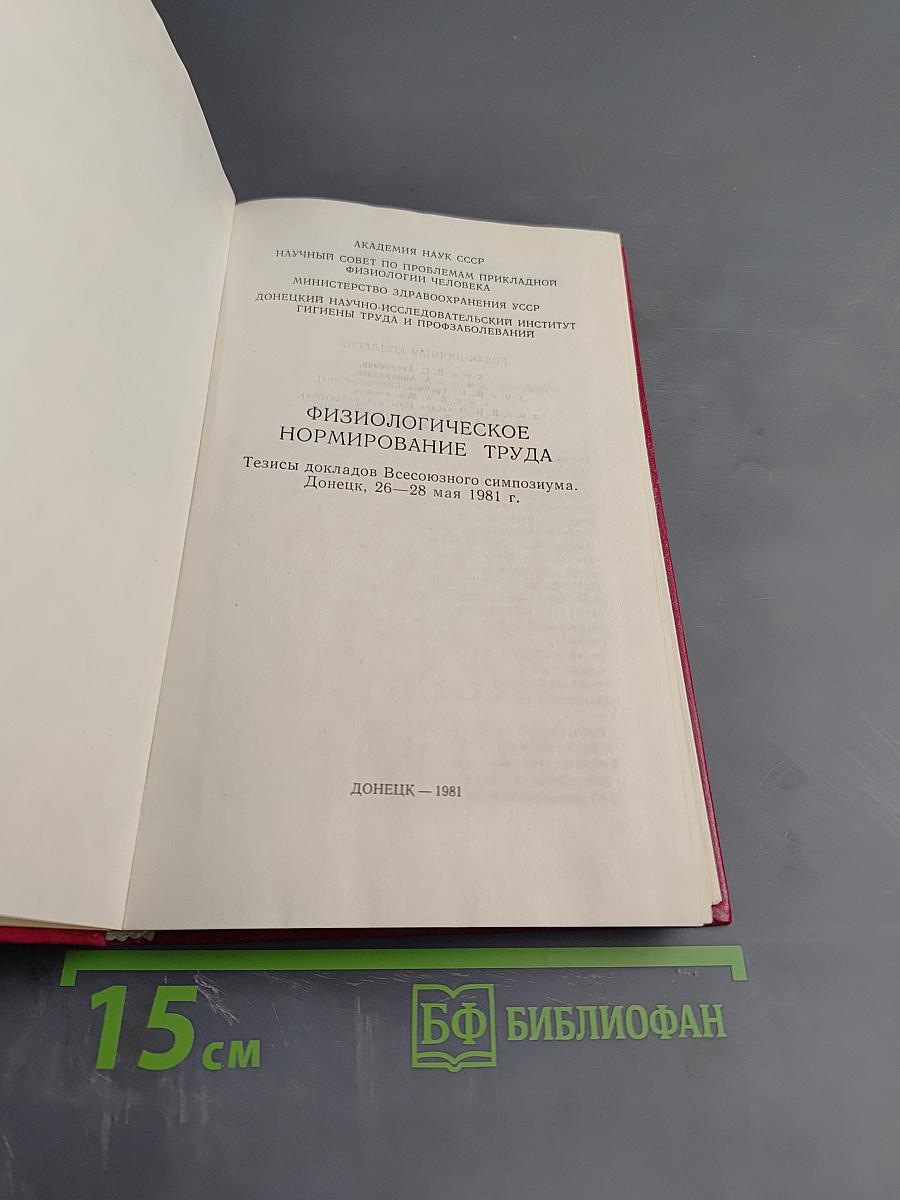 АКАДЕМИЯ НАУК СССР
НАУЧНЫЙ СОВЕТ ПО ПРОБЛЕМАМ ПРИКЛАДНОЙ
ФИЗИОЛОГИИ ЧЕЛОВЕКА
МИНИСТЕРСТВО ЗДРАВООХРАНЕНИЯ УССР
ДОНЕЦКИЙ НАУЧНО-ИССЛЕДОВАТЕЛЬСКИЙ ИНСТИТУТ
ГИГИЕНЫ ТРУДА И ПРОФЗАБОЛЕВАНИЙ
ФИЗИОЛОГИЧЕСКОЕ
НОРМИРОВАНИЕ ТРУДА
Тезисы докладов Всесоюзного симпозиума.
Донецк, 26—28 мая 1981 г.
ДОНЕЦК — 1981
15 см
БФ БИБЛИОФАН